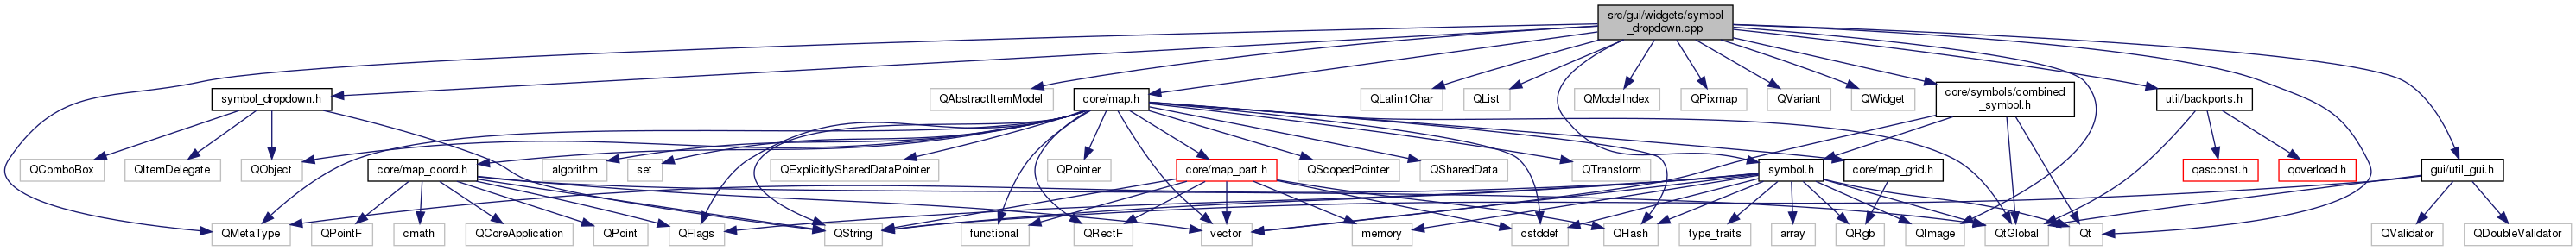 src/gui/widgets/symbol
_dropdown.cpp
symbol_dropdown.h
QAbstractItemModel
core/map.h
QLatin1Char
QList
QModelIndex
QPixmap
QVariant
QWidget
core/symbols/combined
_symbol.h
util/backports.h
QComboBox
QItemDelegate
QObject
core/map_coord.h
algorithm
set
QExplicitlySharedDataPointer
QPointer
core/map_part.h
QScopedPointer
QSharedData
QTransform
symbol.h
core/map_grid.h
qasconst.h
qoverload.h
gui/util_gui.h
QMetaType
QPointF
cmath
QCoreApplication
QPoint
QFlags
QString
functional
QRectF
vector
memory
cstddef
QHash
type_traits
array
QRgb
QImage
QtGlobal
Qt
QValidator
QDoubleValidator